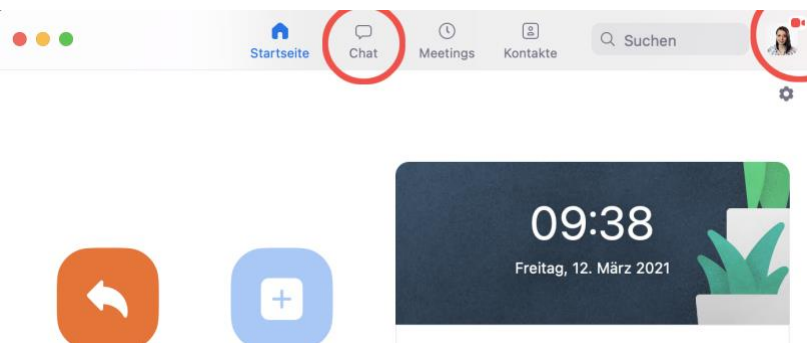 Startseite
Chat
Meetings
Kontakte
Suchen
09:38
Freitag, 12. März 2021